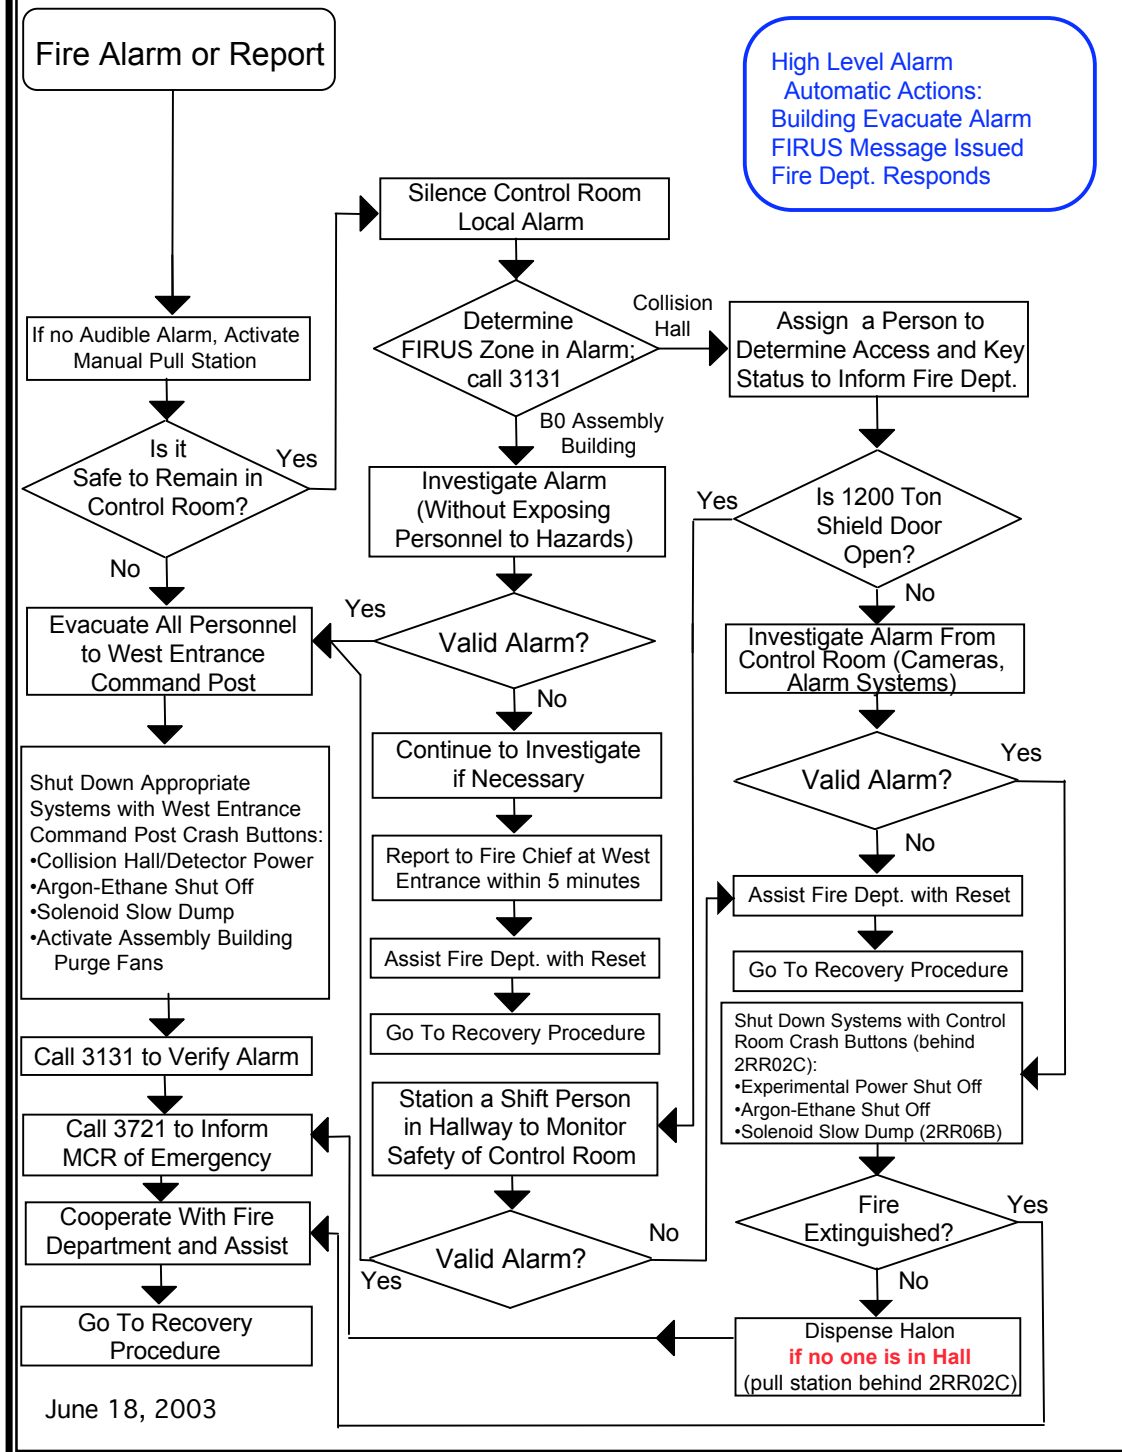 Fire Alarm or Report
High Level Alarm
Automatic Actions:
Building Evacuate Alarm
FIRUS Message Issued
Fire Dept. Responds
Silence Control Room
Local Alarm
If no Audible Alarm, Activate
Manual Pull Station
Determine
FIRUS Zone in Alarm;
call 3131
Collision
Hall
Assign a Person to
Determine Access and Key
Status to Inform Fire Dept.
Is it
Safe to Remain in
Control Room?
Yes
No
B0 Assembly
Building
Investigate Alarm
(Without Exposing
Personnel to Hazards)
Yes
Is 1200 Ton
Shield Door
Open?
No
Evacuate All Personnel
to West Entrance
Command Post
Yes
Valid Alarm?
No
Investigate Alarm From
Control Room (Cameras,
Alarm Systems)
Continue to Investigate
if Necessary
Valid Alarm?
Yes
No
Shut Down Appropriate
Systems with West Entrance
Command Post Crash Buttons:
•Collision Hall/Detector Power
•Argon-Ethane Shut Off
•Solenoid Slow Dump
•Activate Assembly Building
Purge Fans
Report to Fire Chief at West
Entrance within 5 minutes
Assist Fire Dept. with Reset
Assist Fire Dept. with Reset
Go To Recovery Procedure
Go To Recovery Procedure
Shut Down Systems with Control
Room Crash Buttons (behind
2RR02C):
•Experimental Power Shut Off
•Argon-Ethane Shut Off
•Solenoid Slow Dump (2RR06B)
Call 3131 to Verify Alarm
Station a Shift Person
in Hallway to Monitor
Safety of Control Room
Call 3721 to Inform
MCR of Emergency
Cooperate With Fire
Department and Assist
Valid Alarm?
Yes
No
Fire
Extinguished?
Yes
No
Go To Recovery
Procedure
Dispense Halon
if no one is in Hall
(pull station behind 2RR02C)
June 18, 2003